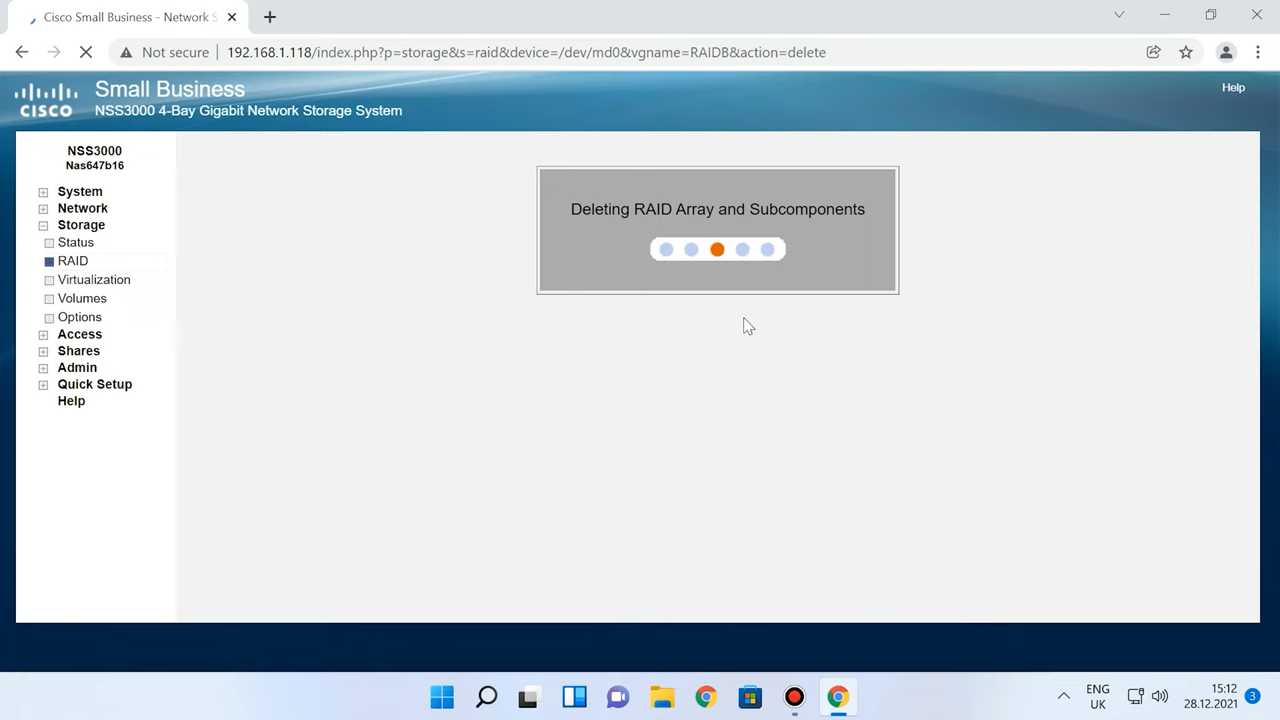 Cisco Small Business - Network S
Not secure
192.168.1.118/index.php?p=storage&s=raid&device=/dev/md0&vgname=RAIDB&action=delete
CISCO
Small Business
NSS3000 4-Bay Gigabit Network Storage System
Help
NSS3000
Nas647b16
System
Network
Storage
Status
RAID
Virtualization
Volumes
Options
Access
Shares
Admin
Quick Setup
Help
Deleting RAID Array and Subcomponents
ENG
UK
15:12
28.12.2021
3